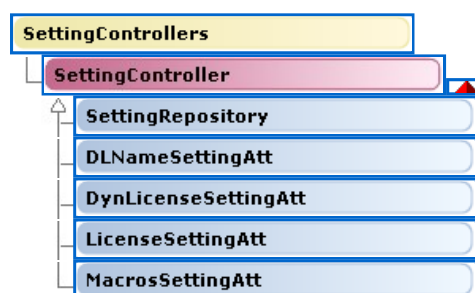 SettingControllers
SettingController
SettingRepository
DLNameSettingAtt
DynLicenseSettingAtt
LicenseSettingAtt
MacrosSettingAtt